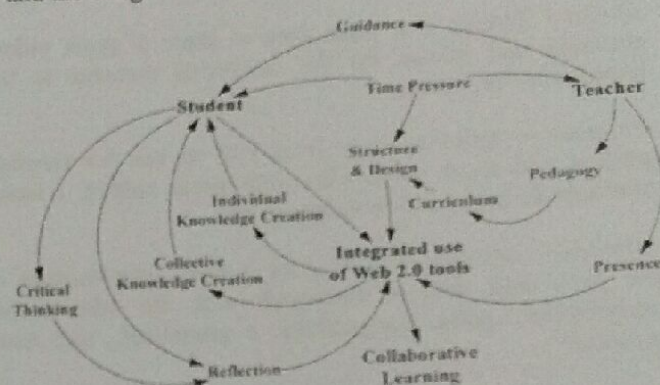 Guidance
Time Pressure
Student
Teacher
Structure
& Design
Pedagogy
Individual
Knowledge Creation
Curriculum
Integrated use
of Web 2.0 tools
Collective
Knowledge Creation
Presence
Critical
Thinking
Collaborative
Learning
Reflection